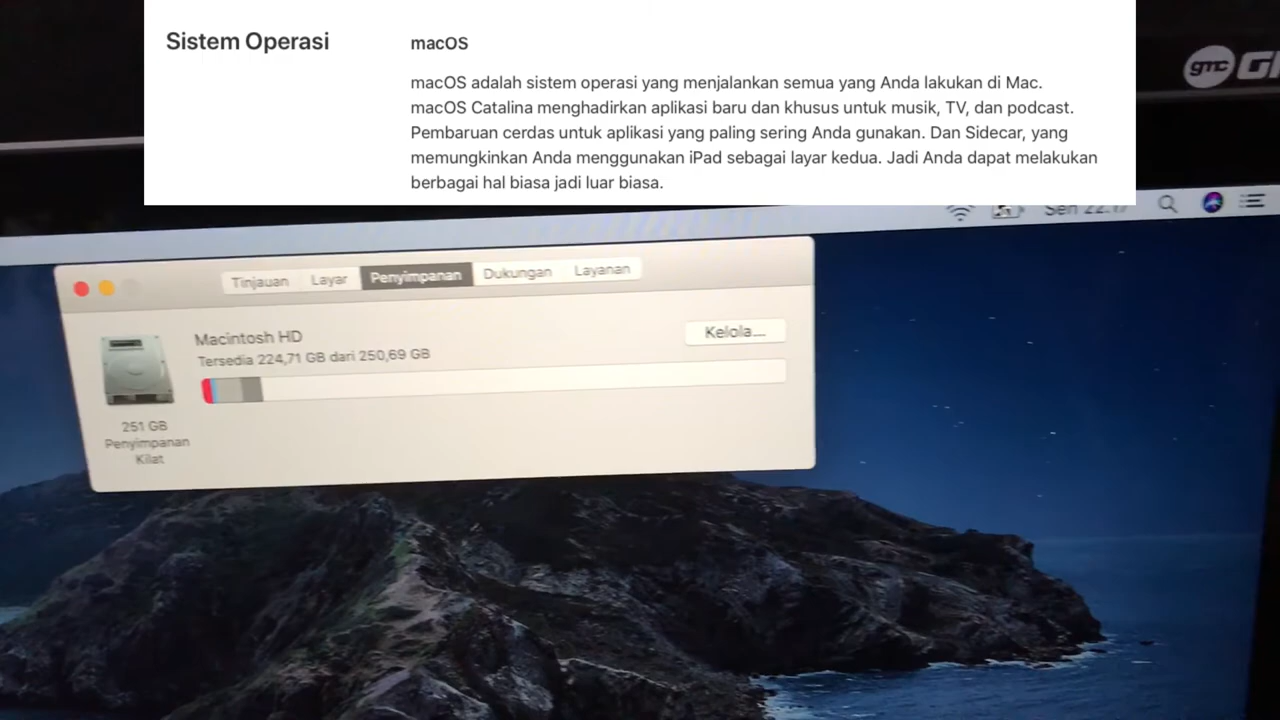 Sistem Operasi
macOS
macOS adalah sistem operasi yang menjalankan semua yang Anda lakukan di Mac.
macOS Catalina menghadirkan aplikasi baru dan khusus untuk musik, TV, dan podcast.
Pembaruan cerdas untuk aplikasi yang paling sering Anda gunakan. Dan Sidecar, yang
memungkinkan Anda menggunakan iPad sebagai layar kedua. Jadi Anda dapat melakukan
berbagai hal biasa jadi luar biasa.
gmc
Sen 22.17
Tinjauan Layar Penyimpanan Dukungan Layanan
Macintosh HD
Tersedia 224,71 GB dari 250,69 GB
Kelola...
251 GB
Penyimpanan
Kilat